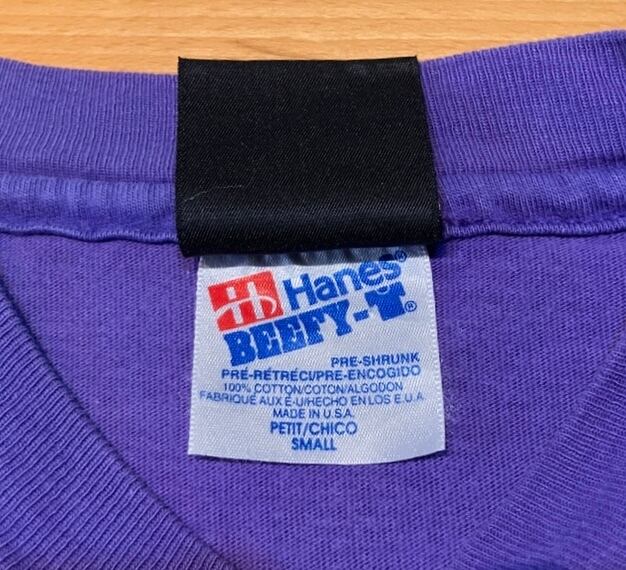 Hb Hanes®
BEEFY-T®
PRE-SHRUNK
PRÉ-RÉTRÉCI/PRE-ENCOGIDO
100% COTTON/COTON/ALGODON
FABRIQUÉ AUX É-U/HECHO EN LOS E.U.A.
MADE IN U.S.A.
PETIT/CHICO
SMALL